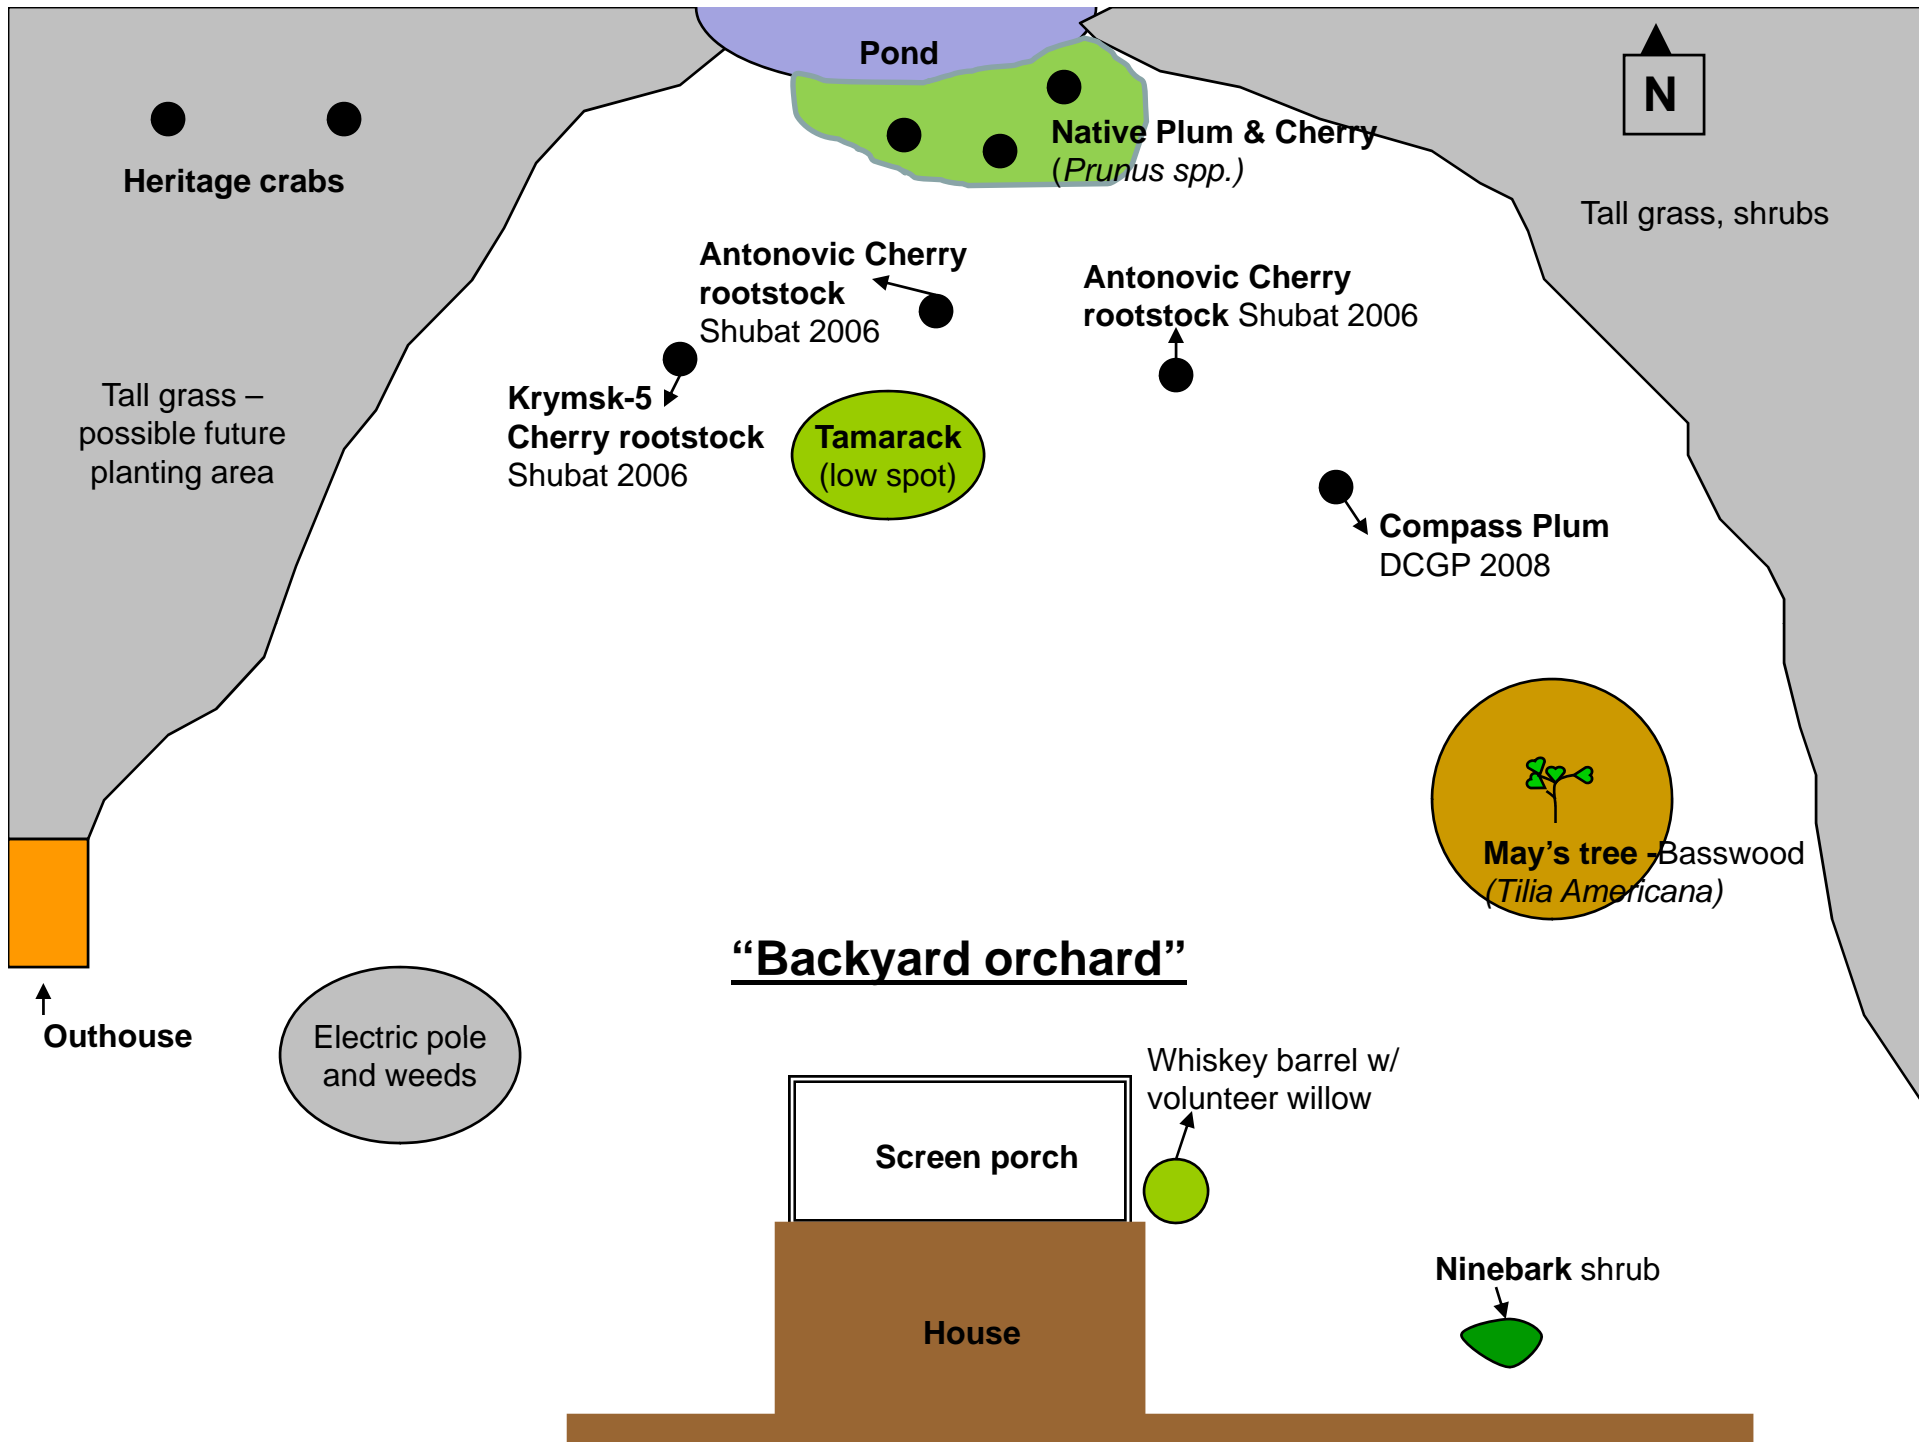 Pond
N
Native Plum & Cherry
(Prunus spp.)
Heritage crabs
Tall grass, shrubs
Antonovic Cherry
rootstock
Shubat 2006
Antonovic Cherry
rootstock Shubat 2006
Krymsk-5
Cherry rootstock
Shubat 2006
Tall grass –
possible future
planting area
Tamarack
(low spot)
Compass Plum
DCGP 2008
May’s tree -Basswood
(Tilia Americana)
“Backyard orchard”
Outhouse
Electric pole
and weeds
Whiskey barrel w/
volunteer willow
Screen porch
Ninebark shrub
House